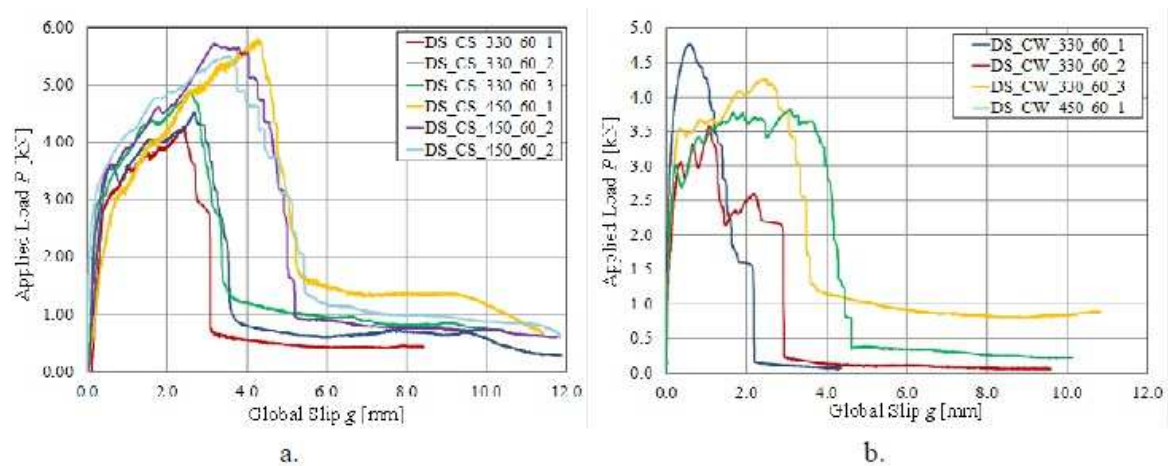 6.00
5.00
4.00
3.00
2.00
1.00
0.00
Applied Load P [kN]
DS_CS_330_60_1
DS_CS_330_60_2
DS_CS_330_60_3
DS_CS_450_60_1
DS_CS_450_60_2
DS_CS_450_60_2
0.0 2.0 4.0 6.0 8.0 10.0 12.0
Global Slip g [mm]
a.
5.0
4.5
4.0
3.5
3.0
2.5
2.0
1.5
1.0
0.5
0.0
Applied Load P [kN]
DS_CW_330_60_1
DS_CW_330_60_2
DS_CW_330_60_3
DS_CW_450_60_1
0.0 2.0 4.0 6.0 8.0 10.0 12.0
Global Slip g [mm]
b.